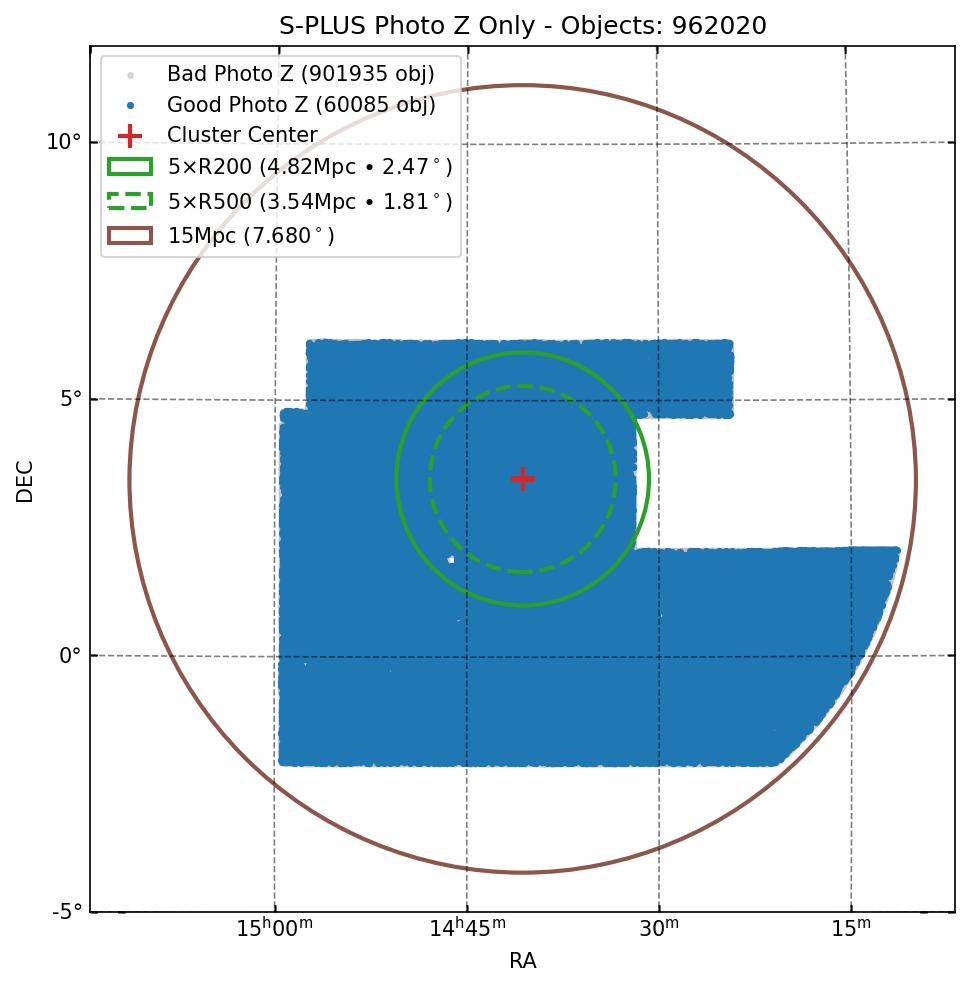 S-PLUS Photo Z Only - Objects: 962020
Bad Photo Z (901935 obj)
Good Photo Z (60085 obj)
Cluster Center
5×R200 (4.82Mpc • 2.47°)
5×R500 (3.54Mpc • 1.81°)
15Mpc (7.680°)
10°
5°
0°
-5°
DEC
15ʰ00ᵐ
14ʰ45ᵐ
30ᵐ
15ᵐ
RA